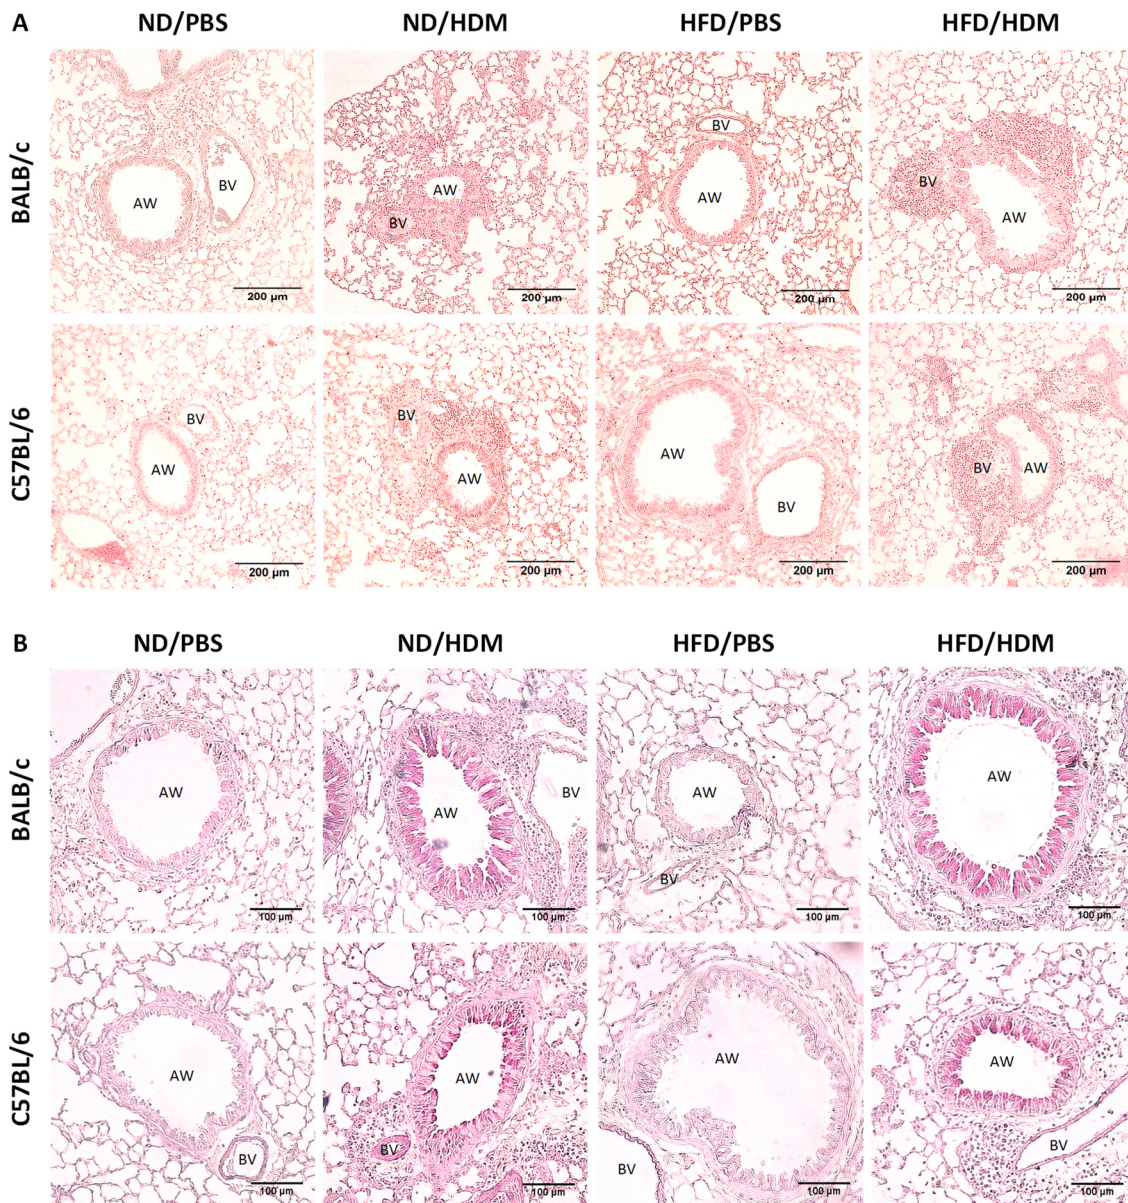 A ND/PBS ND/HDM HFD/PBS HFD/HDM
BALB/c
AW BV
200 µm
BV AW
200 µm
BV
AW
200 µm
BV AW
200 µm
C57BL/6
BV
AW
200 µm
BV
AW
200 µm
AW
BV
200 µm
BV AW
200 µm
B ND/PBS ND/HDM HFD/PBS HFD/HDM
BALB/c
AW
100 µm
BV
AW
100 µm
AW
BV
100 µm
AW
100 µm
C57BL/6
AW
BV
100 µm
AW
BV
100 µm
AW
BV
100 µm
AW
BV
100 µm